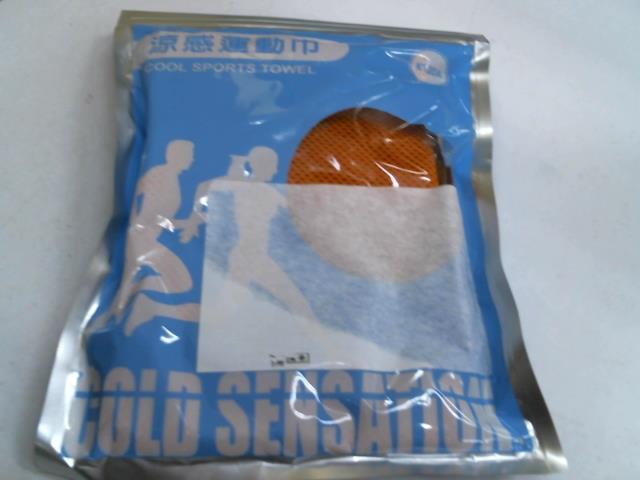 涼感運動巾
COOL SPORTS TOWEL
COLD SENSATION